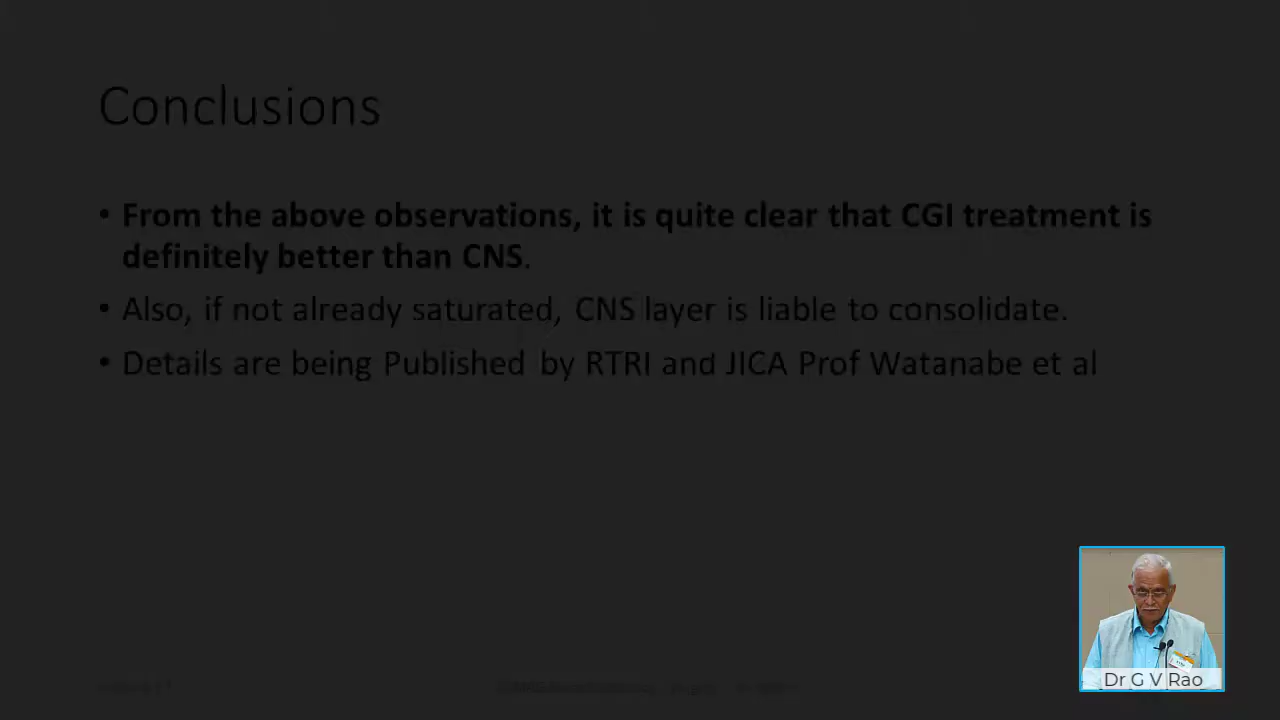 Conclusions
• From the above observations, it is quite clear that CGI treatment is
definitely better than CNS.
• Also, if not already saturated, CNS layer is liable to consolidate.
• Details are being Published by RTRI and JICA Prof Watanabe et al
Dr G V Rao